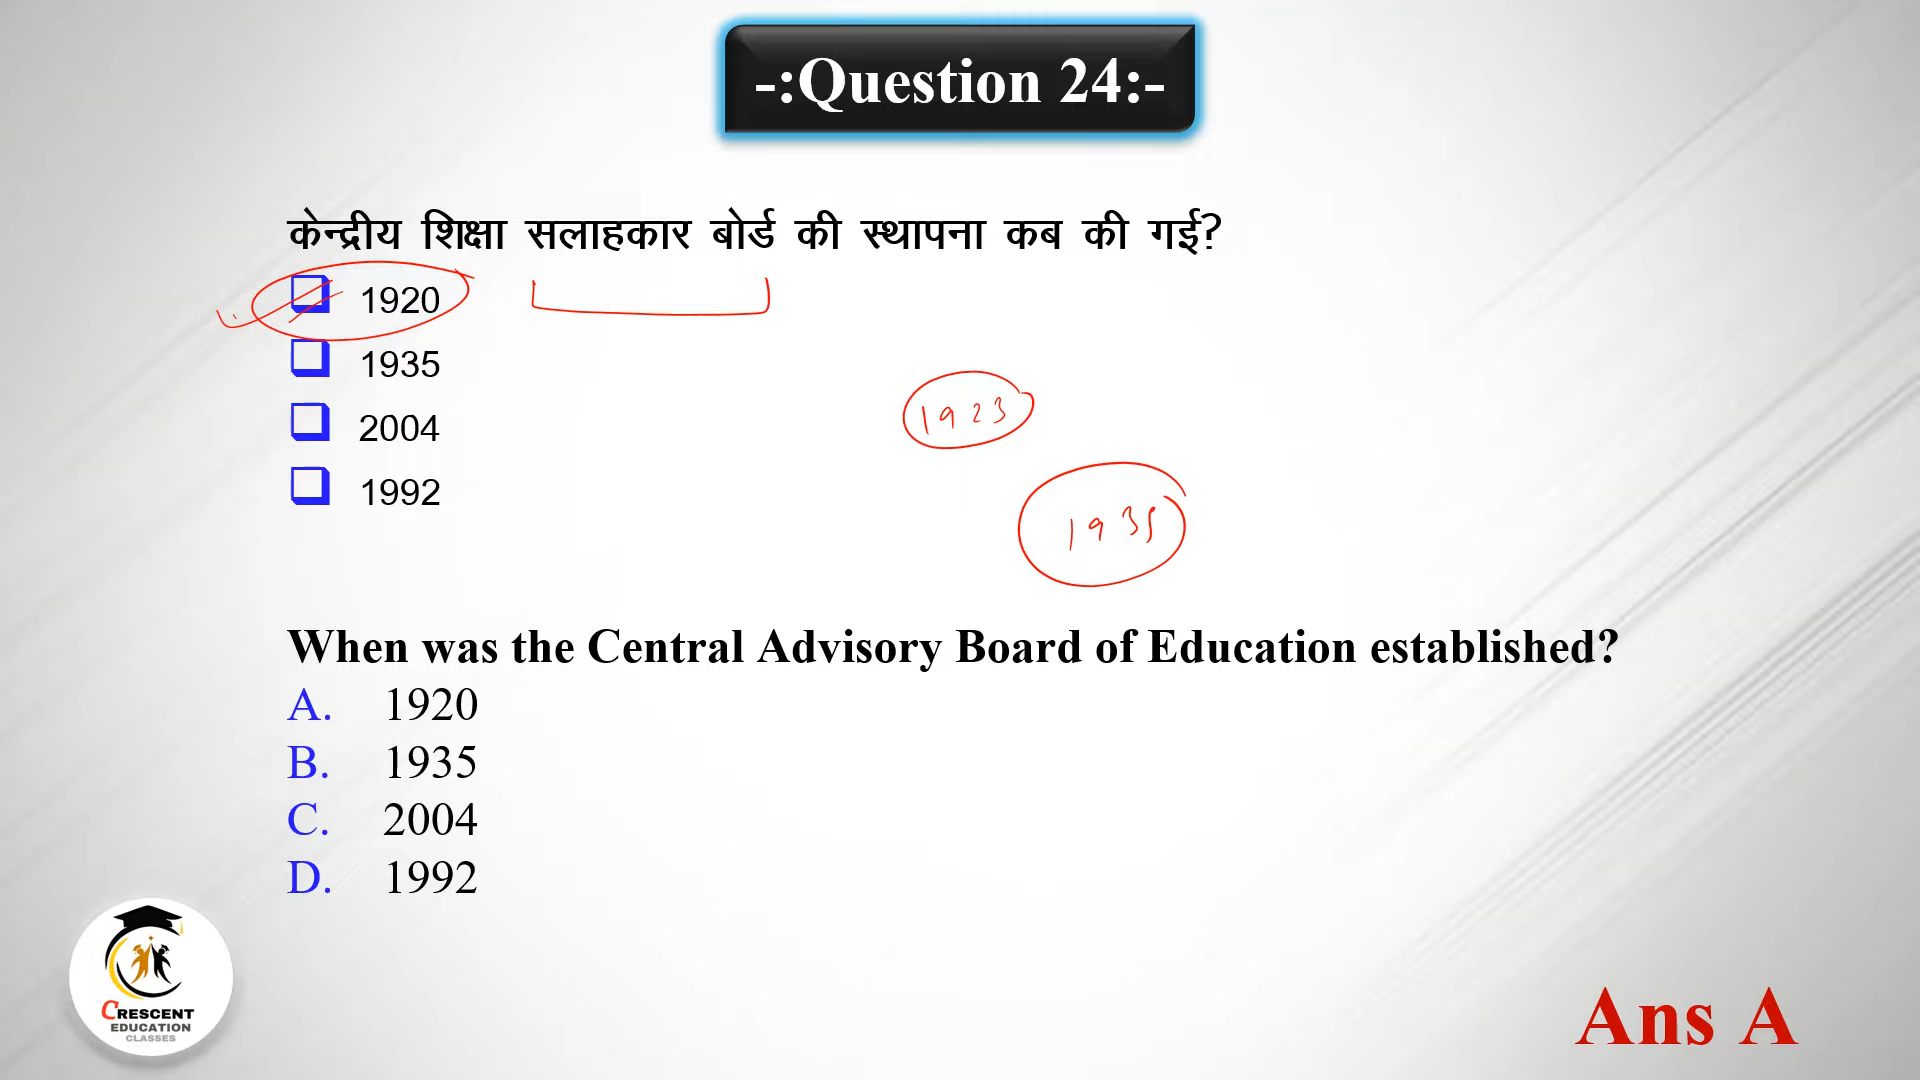 -:Question 24:-
केन्द्रीय शिक्षा सलाहकार बोर्ड की स्थापना कब की गई?
1920
1935
2004
1992
1923
1935
When was the Central Advisory Board of Education established?
A. 1920
B. 1935
C. 2004
D. 1992
CRESCENT
EDUCATION
CLASSES
Ans A